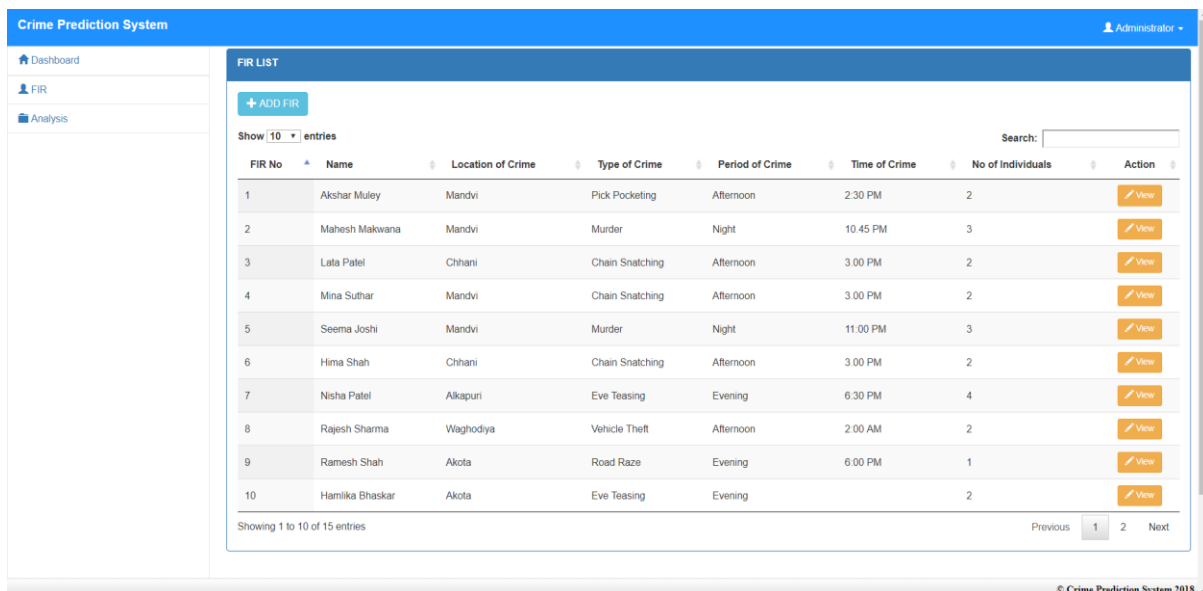 Crime Prediction System Administrator
Dashboard
FIR
Analysis
FIR LIST
ADD FIR
Show 10 entries Search:
FIR No Name Location of Crime Type of Crime Period of Crime Time of Crime No of Individuals Action
1 Akshar Muley Mandvi Pick Pocketing Afternoon 2:30 PM 2 View
2 Mahesh Makwana Mandvi Murder Night 10.45 PM 3 View
3 Lata Patel Chhani Chain Snatching Afternoon 3.00 PM 2 View
4 Mina Suthar Mandvi Chain Snatching Afternoon 3.00 PM 2 View
5 Seema Joshi Mandvi Murder Night 11:00 PM 3 View
6 Hima Shah Chhani Chain Snatching Afternoon 3.00 PM 2 View
7 Nisha Patel Alkapuri Eve Teasing Evening 6:30 PM 4 View
8 Rajesh Sharma Waghodiya Vehicle Theft Afternoon 2:00 AM 2 View
9 Ramesh Shah Akota Road Raze Evening 6:00 PM 1 View
10 Hamlika Bhaskar Akota Eve Teasing Evening 2 View
Showing 1 to 10 of 15 entries Previous 1 2 Next
© Crime Prediction System 2018